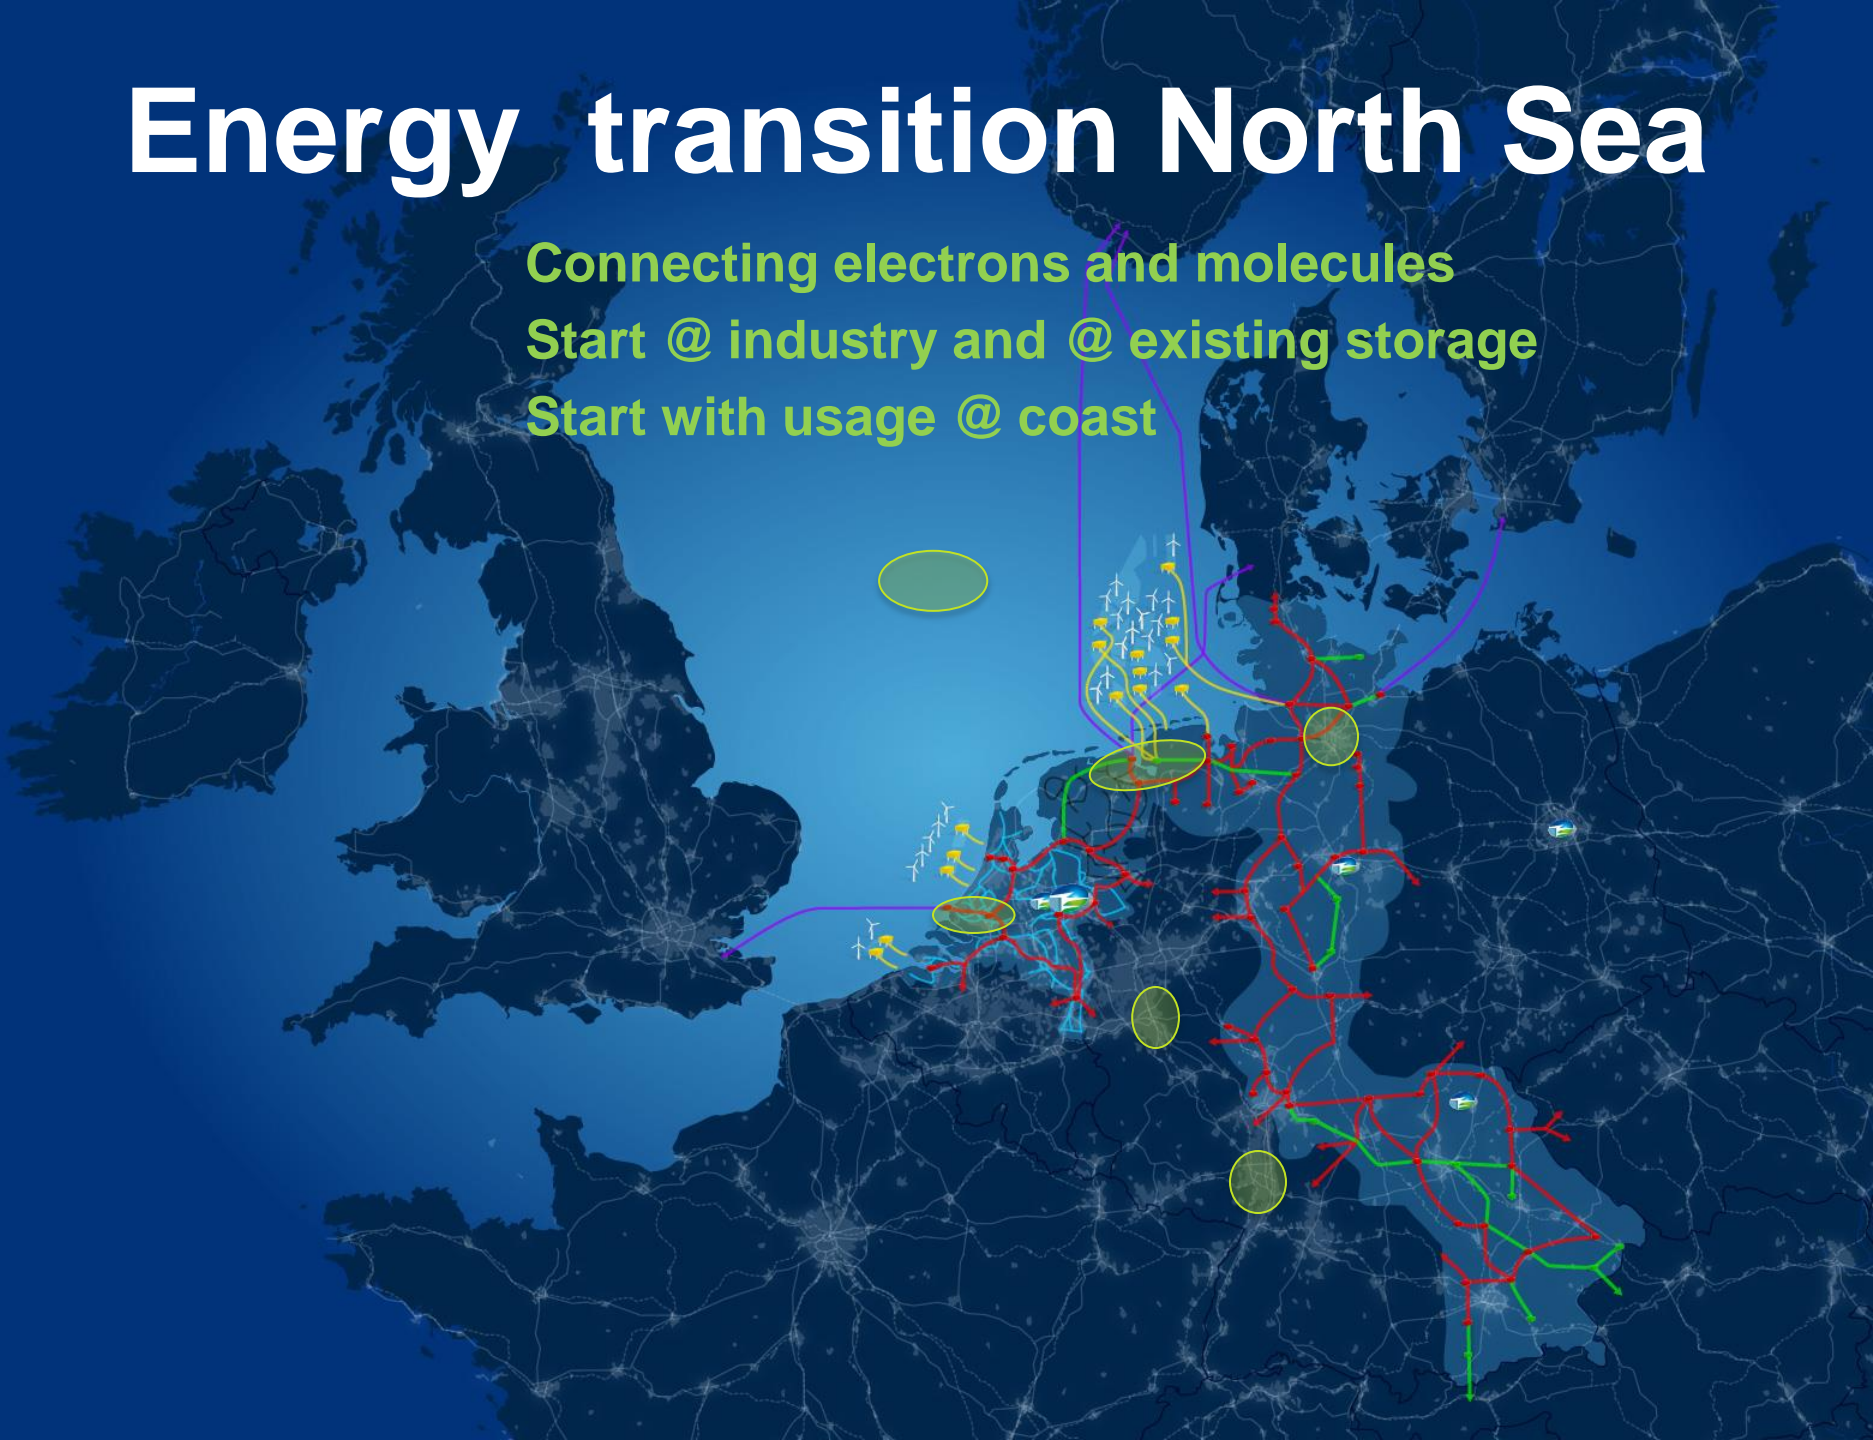 Energy  transition North Sea
Connecting electrons and molecules
Start @ industry and @ existing storage
Start with usage @ coast